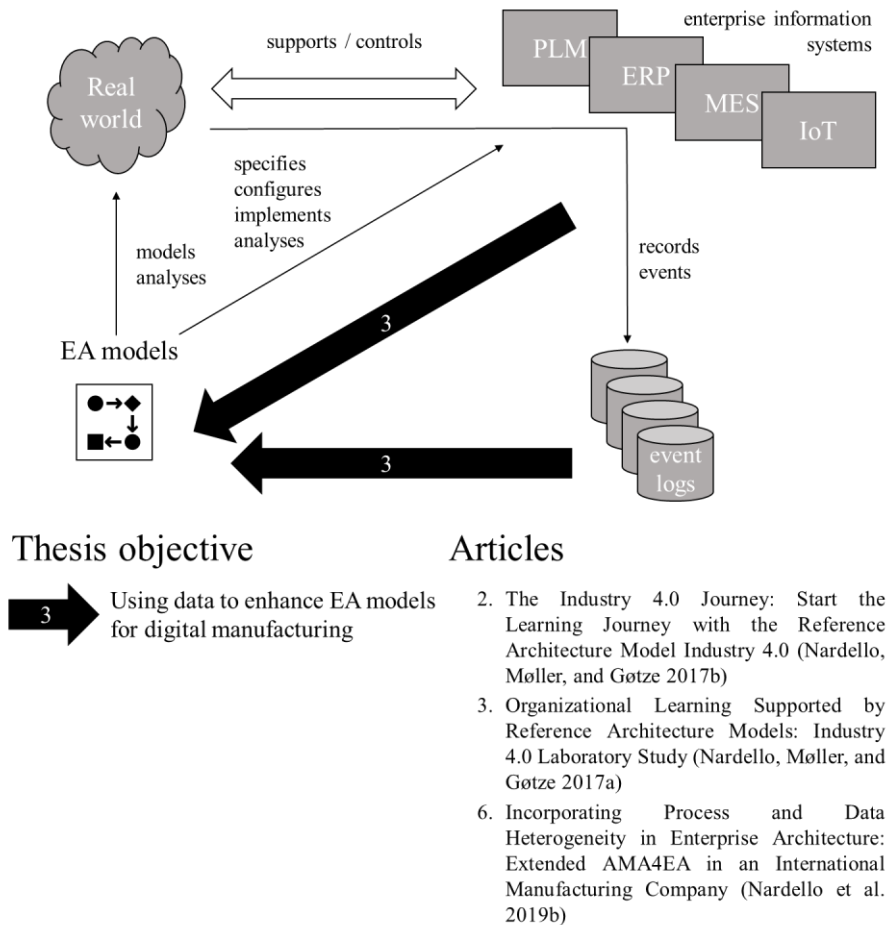 supports / controls
enterprise information
systems
PLM
ERP
MES
IoT
Real
world
specifies
configures
implements
analyses
models
analyses
records
events
3
EA models
3
event
logs
Thesis objective
3
Using data to enhance EA models
for digital manufacturing
Articles
2. The Industry 4.0 Journey: Start the
Learning Journey with the Reference
Architecture Model Industry 4.0 (Nardello,
Møller, and Gøtze 2017b)
3. Organizational Learning Supported by
Reference Architecture Models: Industry
4.0 Laboratory Study (Nardello, Møller, and
Gøtze 2017a)
6. Incorporating Process and Data
Heterogeneity in Enterprise Architecture:
Extended AMA4EA in an International
Manufacturing Company (Nardello et al.
2019b)